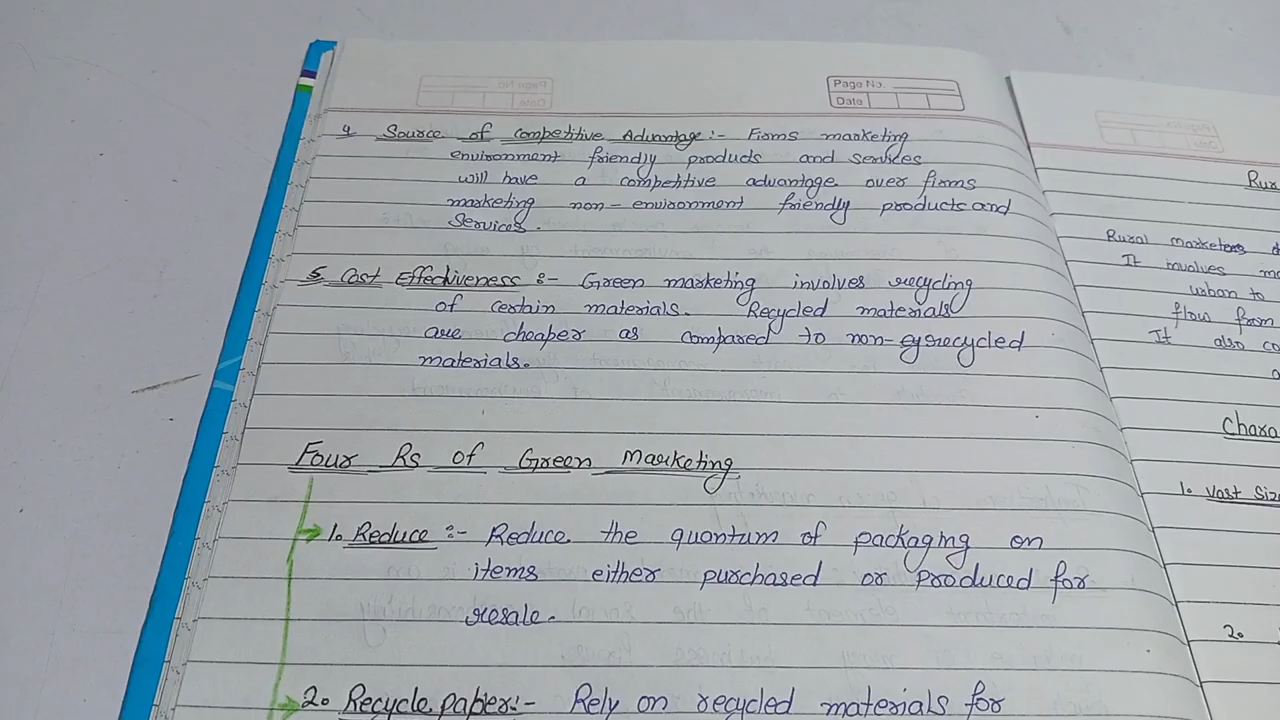 Page No.
Date
4 Source of Competitive Advantage :- Firms marketing
environment friendly products and services
will have a competitive advantage over firms
marketing non-environment friendly products and
services.
5. Cost Effectiveness :- Green marketing involves recycling
of certain materials. Recycled materials
are cheaper as compared to non-eyrecycled
materials.
Four Rs of Green Marketing
1. Reduce :- Reduce the quantum of packaging on
items either purchased or produced for
resale.
2. Recycle paper :- Rely on recycled materials for
Rural marketers
It involves
urban to
flow from
It also
1. Vast Size
2.